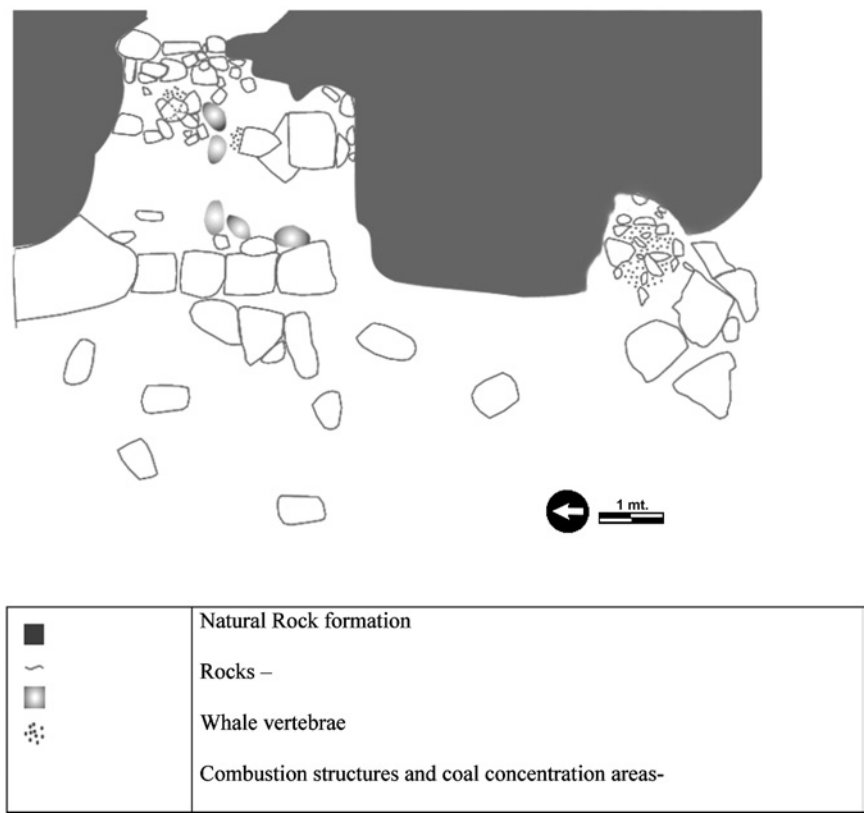 1 mt.
Natural Rock formation
Rocks –
Whale vertebrae
Combustion structures and coal concentration areas-